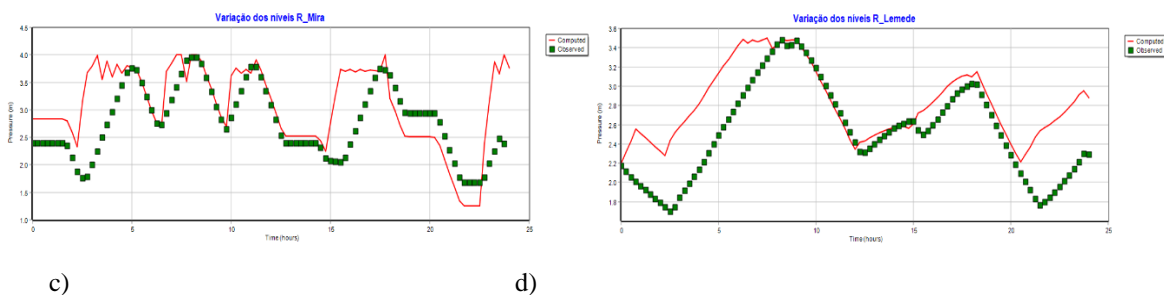 Variação dos níveis R_Mira
Computed
Observed
Pressure (m)
4.5
4.0
3.5
3.0
2.5
2.0
1.5
1.0
0
5
10
15
20
25
Time (hours)
c)
Variação dos níveis R_Lemede
Computed
Observed
Pressure (m)
3.6
3.4
3.2
3.0
2.8
2.6
2.4
2.2
2.0
1.8
1.6
0
5
10
15
20
25
Time (hours)
d)